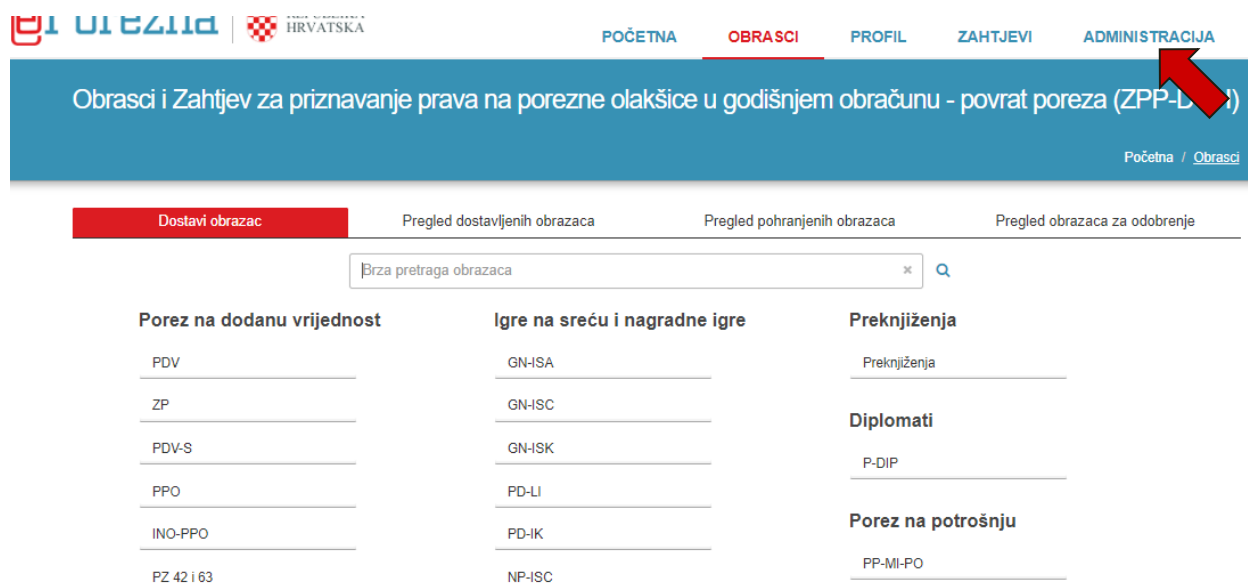 HRVATSKA
POČETNA OBRASCI PROFIL ZAHTJEVI ADMINISTRACIJA
Obrasci i Zahtjev za priznavanje prava na porezne olakšice u godišnjem obračunu - povrat poreza
Početna / Obrasci
Dostavi obrazac Pregled dostavljenih obrazaca Pregled pohranjenih obrazaca Pregled obrazaca za odobrenje
Brza pretraga obrazaca ×
Porez na dodanu vrijednost Igre na sreću i nagradne igre Preknjiženja
PDV GN-ISA Preknjiženja
ZP GN-ISC
Diplomati
PDV-S GN-ISK
P-DIP
PPO PD-LI
Porez na potrošnju
INO-PPO PD-IK
PP-MI-PO
PZ 42 i 63 NP-ISC